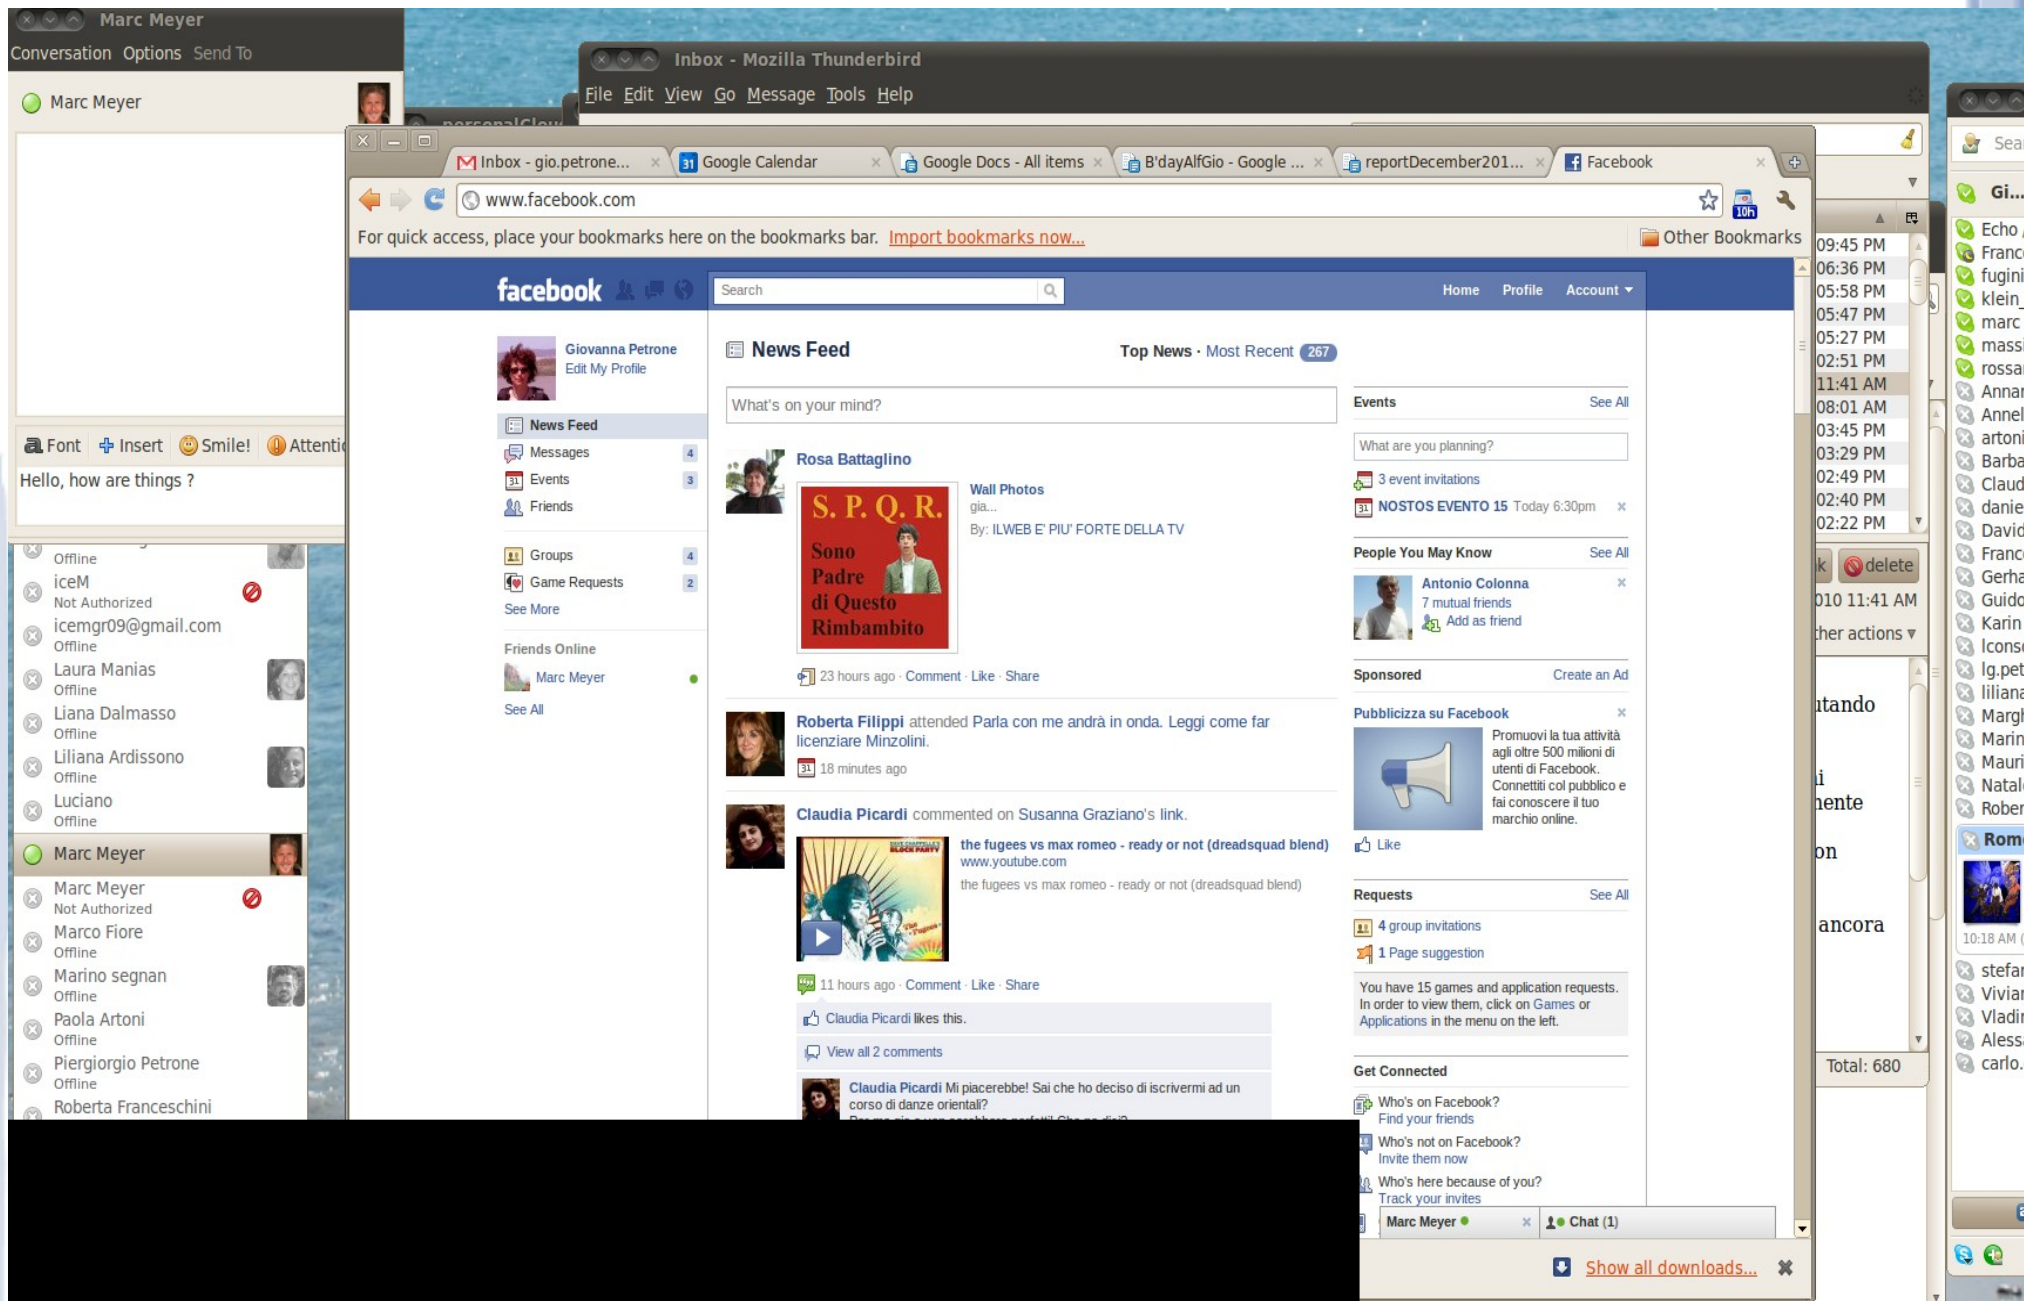 Marc Meyer
Conversation Options Send To
Marc Meyer
Font Insert Smile!
Hello, how are things ?
Offline
iceM
Not Authorized
icemgr09@gmail.com
Offline
Laura Manias
Offline
Liana Dalmasso
Offline
Liliana Ardissono
Offline
Luciano
Offline
Marc Meyer
Marc Meyer
Not Authorized
Marco Fiore
Offline
Marino segnan
Offline
Paola Artoni
Offline
Piergiorgio Petrone
Offline
Roberta Franceschini
Inbox - Mozilla Thunderbird
File Edit View Go Message Tools Help
Inbox - gio.petrone... Google Calendar Google Docs - All items B'dayAlfGio - Google ... reportDecember201... Facebook
www.facebook.com
10h
For quick access, place your bookmarks here on the bookmarks bar. Import bookmarks now... Other Bookmarks
facebook Search Home Profile Account
Giovanna Petrone
Edit My Profile
News Feed
Messages 4
Events 3
Friends
Groups 4
Game Requests 2
See More
Friends Online
Marc Meyer
See All
News Feed Top News · Most Recent 267
What's on your mind?
Rosa Battaglino
S. P. Q. R.
Sono
Padre
di Questo
Rimbambito
Wall Photos
gia...
By: ILWEB E' PIU' FORTE DELLA TV
23 hours ago · Comment · Like · Share
Roberta Filippi attended Parla con me andrà in onda. Leggi come far
licenziare Minzolini.
18 minutes ago
Claudia Picardi commented on Susanna Graziano's link.
BLOCK PARTY
the fugees vs max romeo - ready or not (dreadsquad blend)
www.youtube.com
the fugees vs max romeo - ready or not (dreadsquad blend)
11 hours ago · Comment · Like · Share
Claudia Picardi likes this.
View all 2 comments
Claudia Picardi Mi piacerebbe! Sai che ho deciso di iscrivermi ad un
corso di danze orientali?
Events See All
What are you planning?
3 event invitations
NOSTOS EVENTO 15 Today 6:30pm
People You May Know See All
Antonio Colonna
7 mutual friends
Add as friend
Sponsored Create an Ad
Pubblicizza su Facebook
Promuovi la tua attività
agli oltre 500 milioni di
utenti di Facebook.
Connettiti col pubblico e
fai conoscere il tuo
marchio online.
Like
Requests See All
4 group invitations
1 Page suggestion
You have 15 games and application requests.
In order to view them, click on Games or
Applications in the menu on the left.
Get Connected
Who's on Facebook?
Find your friends
Who's not on Facebook?
Invite them now
Who's here because of you?
Track your invites
Marc Meyer Chat (1)
Show all downloads...
09:45 PM
06:36 PM
05:58 PM
05:47 PM
05:27 PM
02:51 PM
11:41 AM
08:01 AM
03:45 PM
03:29 PM
02:49 PM
02:40 PM
02:22 PM
delete
11:41 AM
actions
ancora
Total: 680
Gi...
Echo
klein_
marc
Karin
10:18 AM